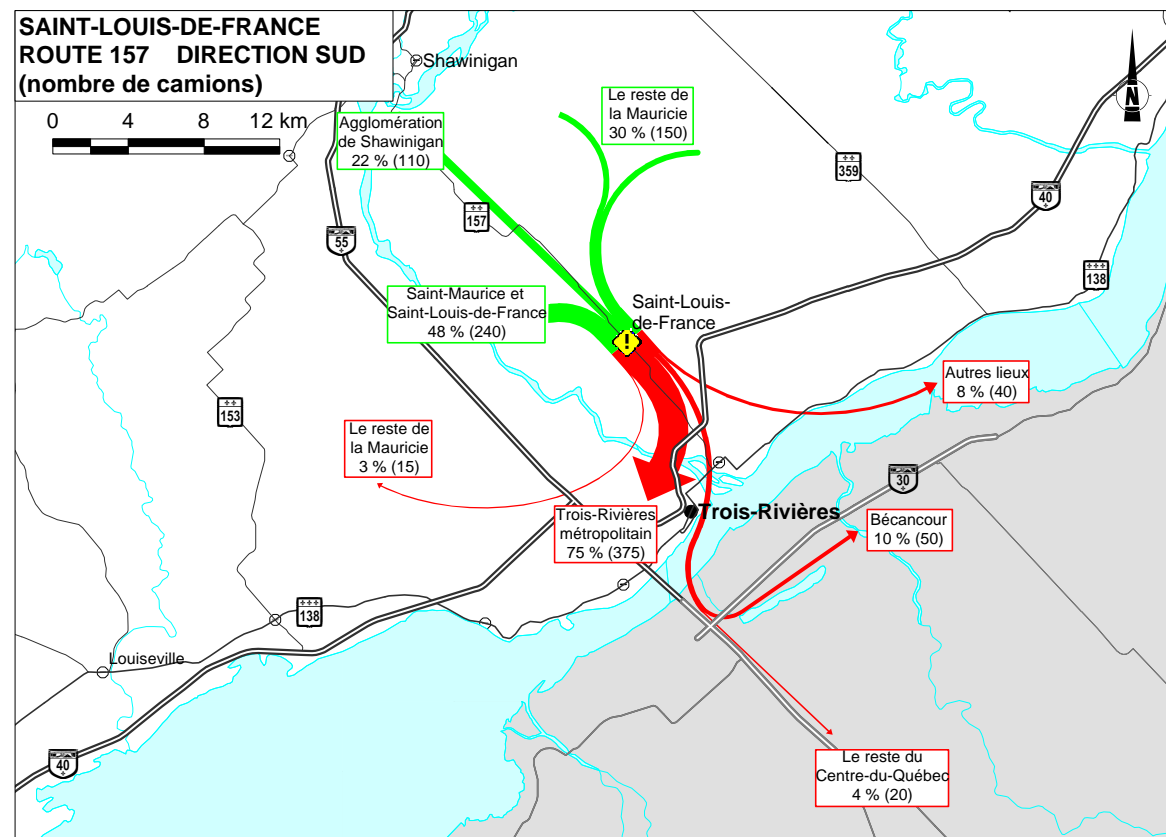 SAINT-LOUIS-DE-FRANCE
ROUTE 157 DIRECTION SUD
(nombre de camions)
0 4 8 12 km
Shawinigan
Agglomération
de Shawinigan
22 % (110)
Le reste de
la Mauricie
30 % (150)
N
359
40
157
55
138
Saint-Maurice et
Saint-Louis-de-France
48 % (240)
Saint-Louis-
de-France
!
Autres lieux
8 % (40)
153
Le reste de
la Mauricie
3 % (15)
30
Trois-Rivières
métropolitain
75 % (375)
Trois-Rivières
Bécancour
10 % (50)
138
Louiseville
40
Le reste du
Centre-du-Québec
4 % (20)